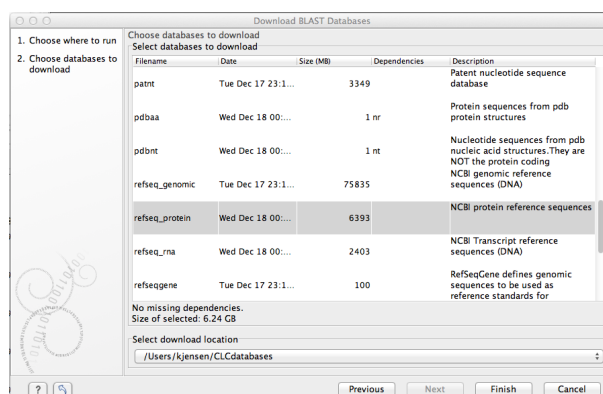 Download BLAST Databases
1. Choose where to run
2. Choose databases to
download
Choose databases to download
Select databases to download
Filename Date Size (MB) Dependencies Description
patnt Tue Dec 17 23:1... 3349 Patent nucleotide sequence
database
pdbaa Wed Dec 18 00:... 1 nr Protein sequences from pdb
protein structures
pdbnt Wed Dec 18 00:... 1 nt Nucleotide sequences from pdb
nucleic acid structures.They are
NOT the protein coding
refseq_genomic Tue Dec 17 23:1... 75835 NCBI genomic reference
sequences (DNA)
refseq_protein Wed Dec 18 00:... 6393 NCBI protein reference sequences
refseq_rna Wed Dec 18 00:... 2403 NCBI Transcript reference
sequences (DNA)
refseqgene Tue Dec 17 23:1... 100 RefSeqGene defines genomic
sequences to be used as
reference standards for
No missing dependencies.
Size of selected: 6.24 GB
Select download location
/Users/kjensen/CLCdatabases
? Previous Next Finish Cancel